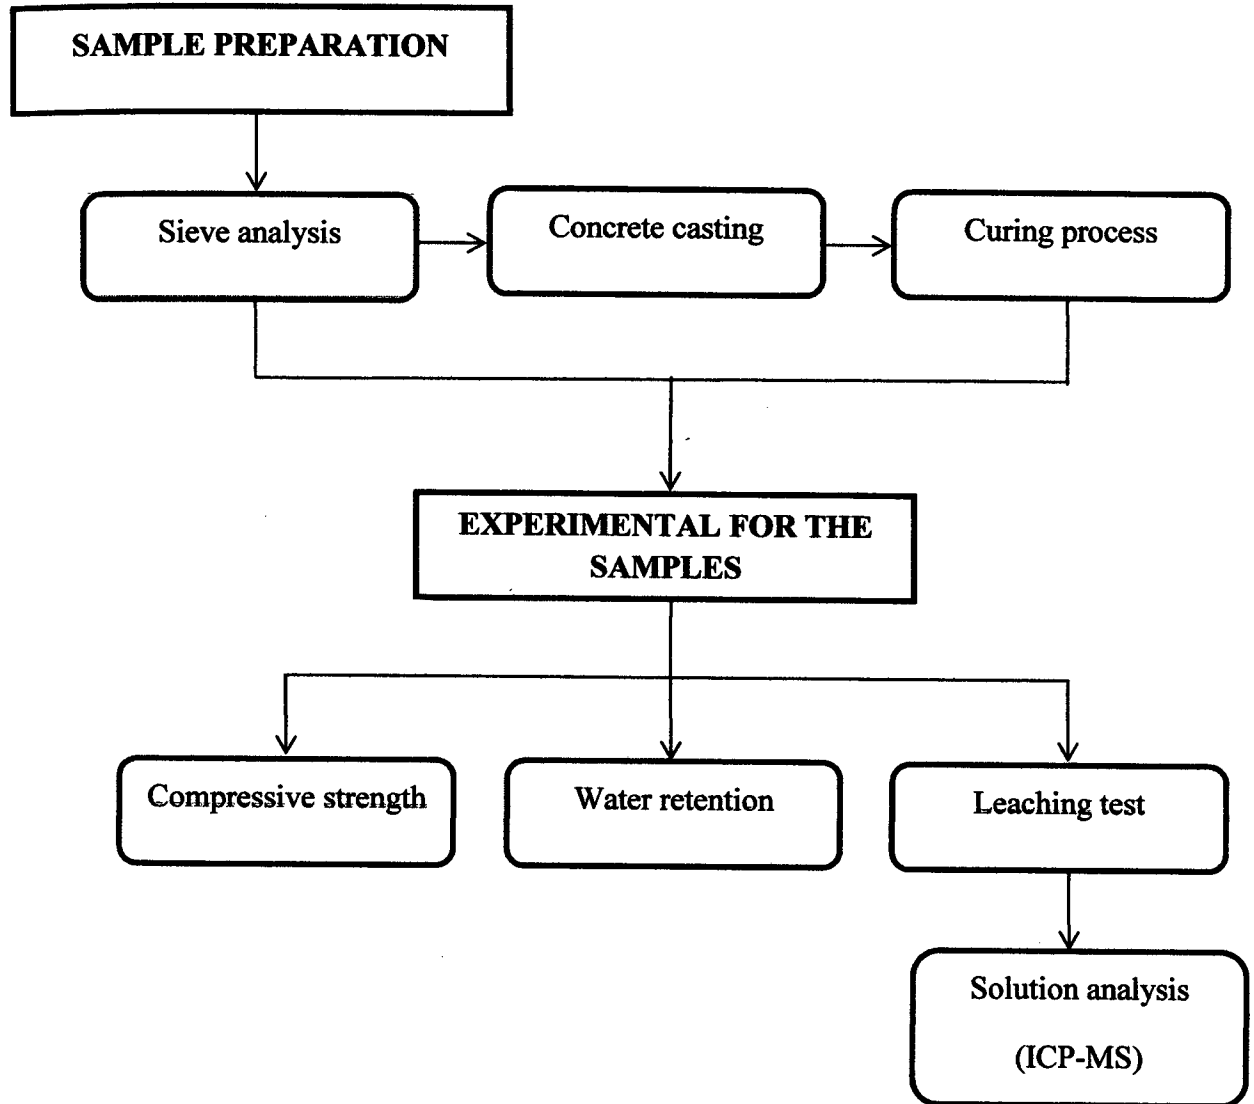 SAMPLE PREPARATION
Sieve analysis
Concrete casting
Curing process
EXPERIMENTAL FOR THE
SAMPLES
Compressive strength
Water retention
Leaching test
Solution analysis
(ICP-MS)